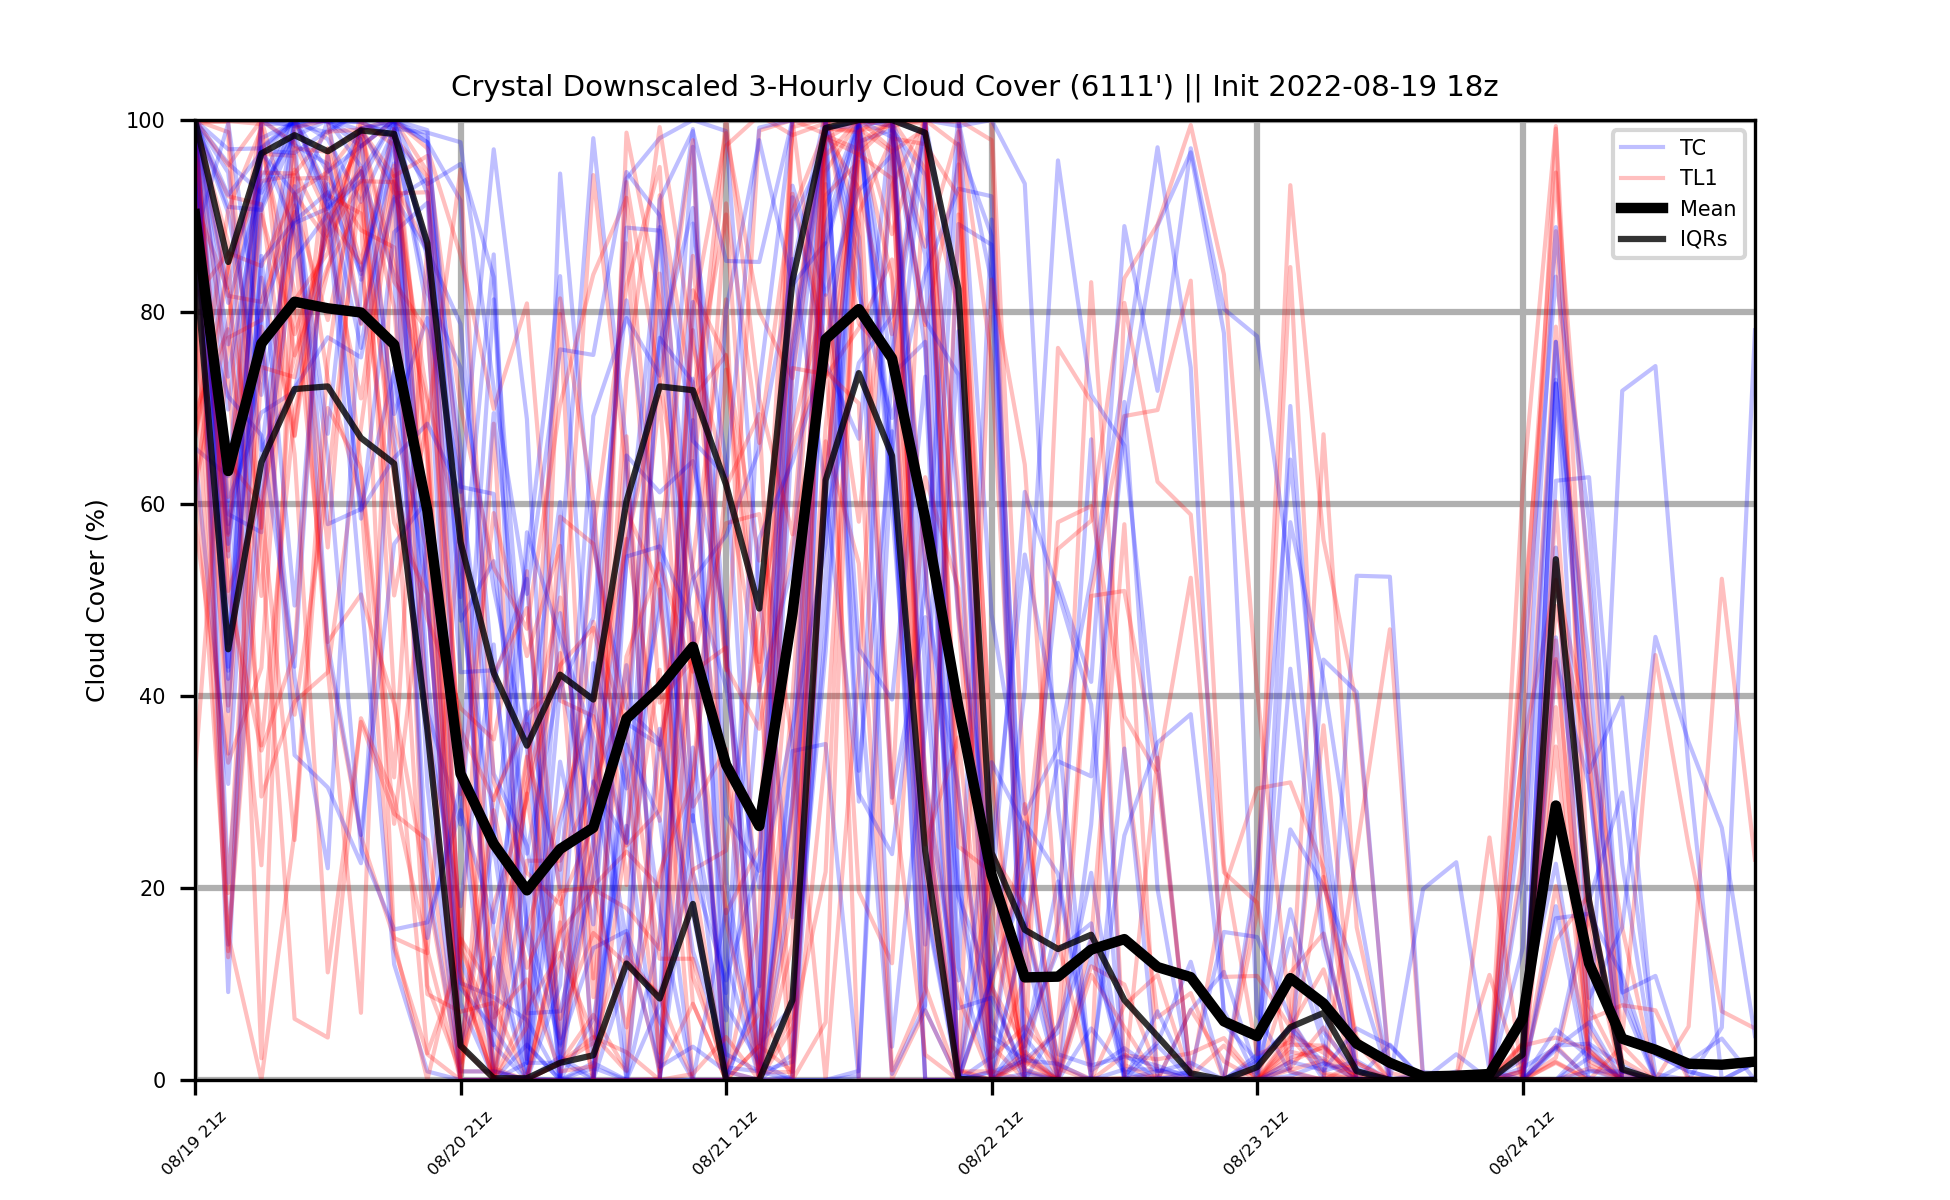 Crystal Downscaled 3-Hourly Cloud Cover (6111') || Init 2022-08-19 18z
Cloud Cover (%)
100
80
60
40
20
0
TC
TL1
Mean
IQRs
08/19 21z
08/20 21z
08/21 21z
08/22 21z
08/23 21z
08/24 21z